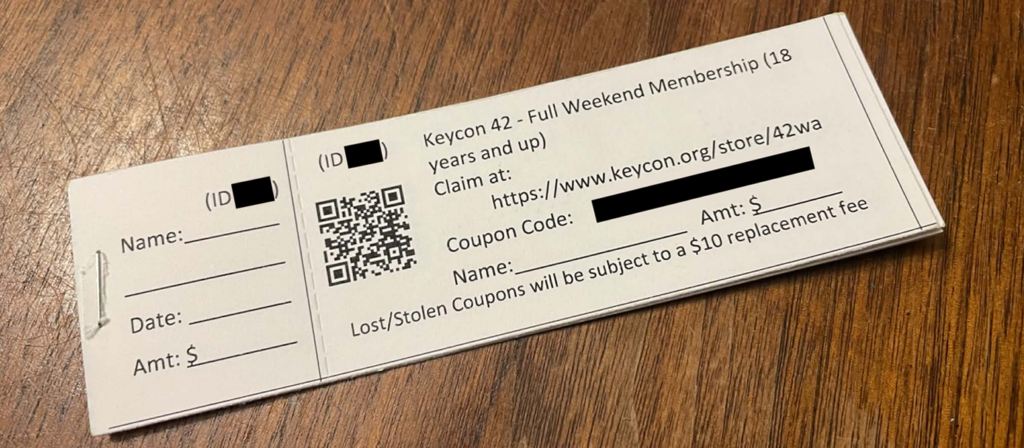 (ID )
Name:
Date:
Amt: $
(ID )
Keycon 42 - Full Weekend Membership (18
years and up)
Claim at:
https://www.keycon.org/store/42wa
Coupon Code:
Name: Amt: $
Lost/Stolen Coupons will be subject to a $10 replacement fee